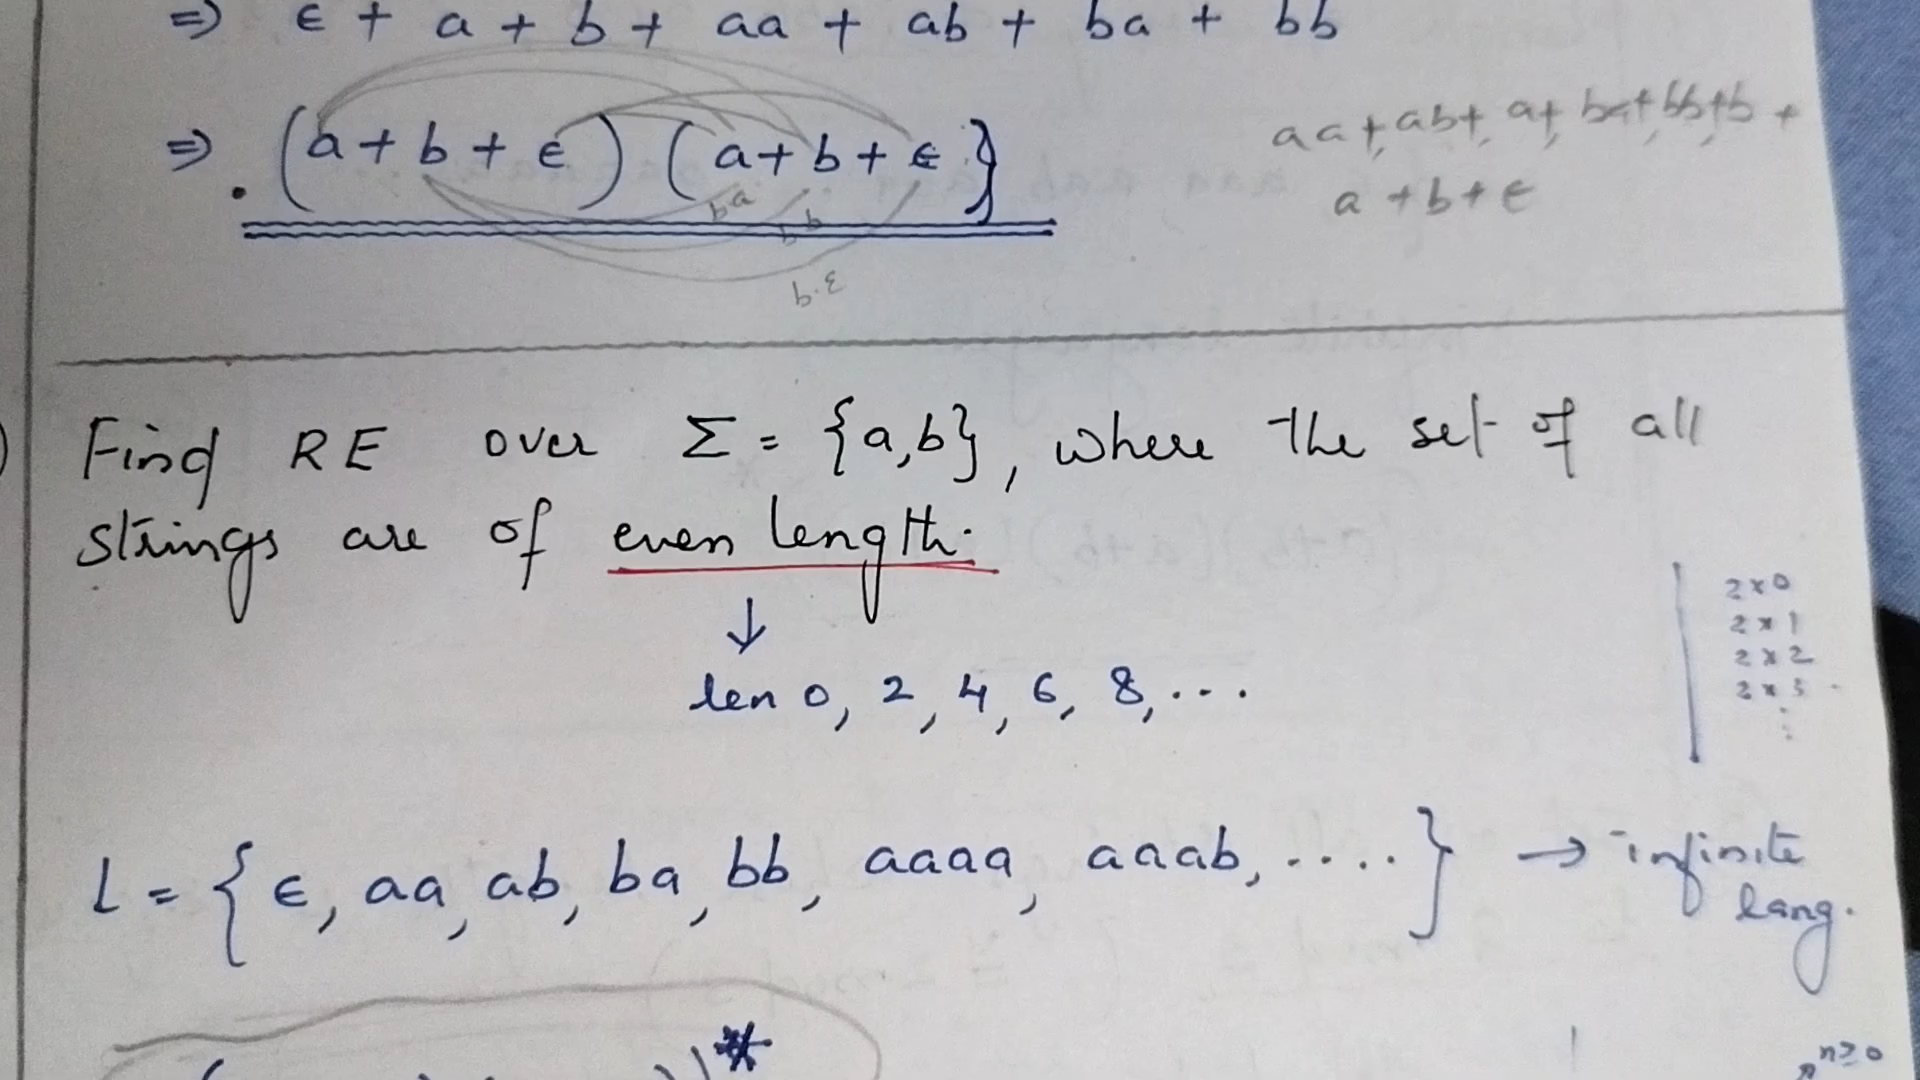 ⇒ ϵ + a + b + aa + ab + ba + bb
⇒ . (a + b + ϵ) (a + b + ϵ)
aa + ab + a + ba + bb + b +
a + b + ϵ
ba
bb
b·ε
Find RE over Σ = {a,b}, where the set of all
strings are of even length.
↓
len 0, 2, 4, 6, 8, ...
2×0
2×1
2×2
2×3
⋮
L = {ϵ, aa, ab, ba, bb, aaaa, aaab, ....} → infinite
lang.
n≥0